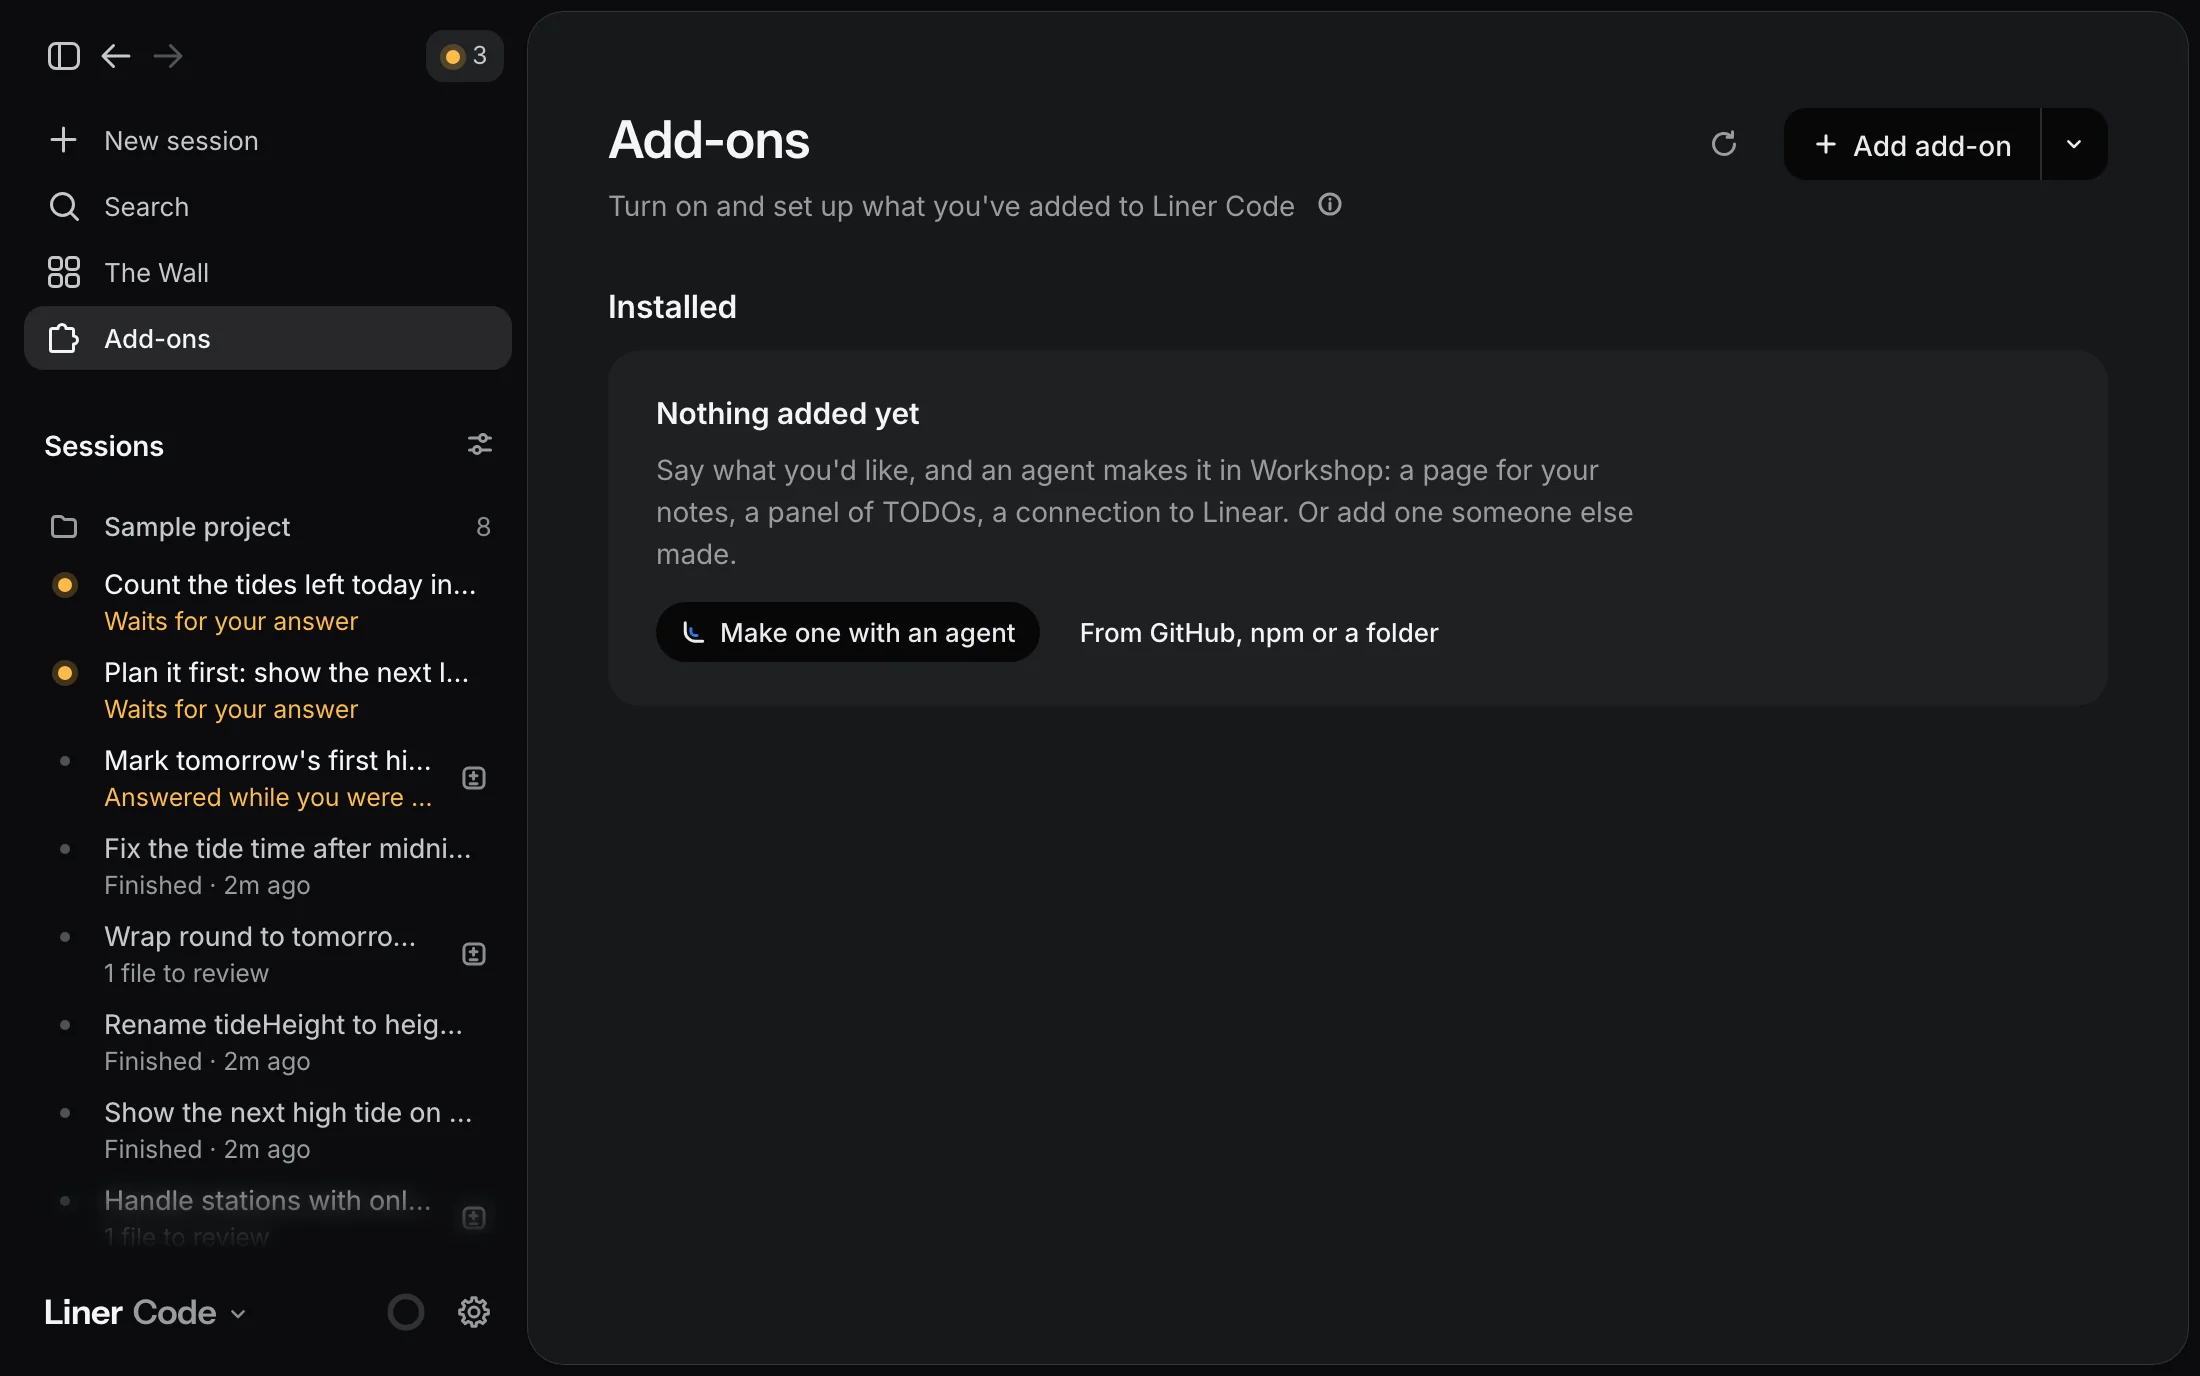 3
New session
Search
The Wall
Add-ons
Sessions
Sample project 8
Count the tides left today in...
Waits for your answer
Plan it first: show the next l...
Waits for your answer
Mark tomorrow's first hi...
Answered while you were ...
Fix the tide time after midni...
Finished · 2m ago
Wrap round to tomorro...
1 file to review
Rename tideHeight to heig...
Finished · 2m ago
Show the next high tide on ...
Finished · 2m ago
Handle stations with onl...
1 file to review
Liner Code
Add-ons
Add add-on
Turn on and set up what you've added to Liner Code
Installed
Nothing added yet
Say what you'd like, and an agent makes it in Workshop: a page for your
notes, a panel of TODOs, a connection to Linear. Or add one someone else
made.
Make one with an agent
From GitHub, npm or a folder